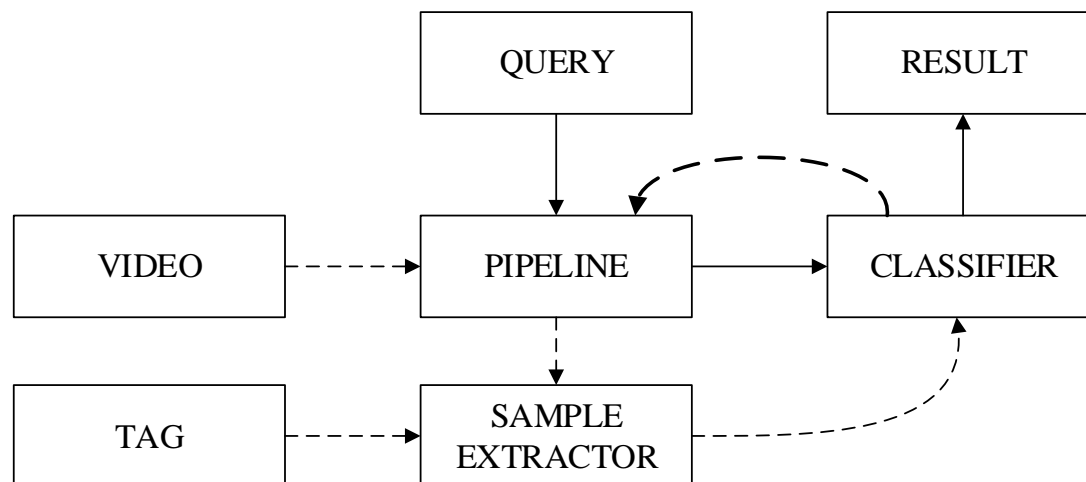 QUERY
RESULT
VIDEO
PIPELINE
CLASSIFIER
TAG
SAMPLE
EXTRACTOR